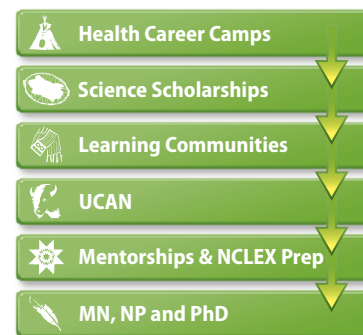 Health Career Camps
Science Scholarships
Learning Communities
UCAN
Mentorships & NCLEX Prep
MN, NP and PhD